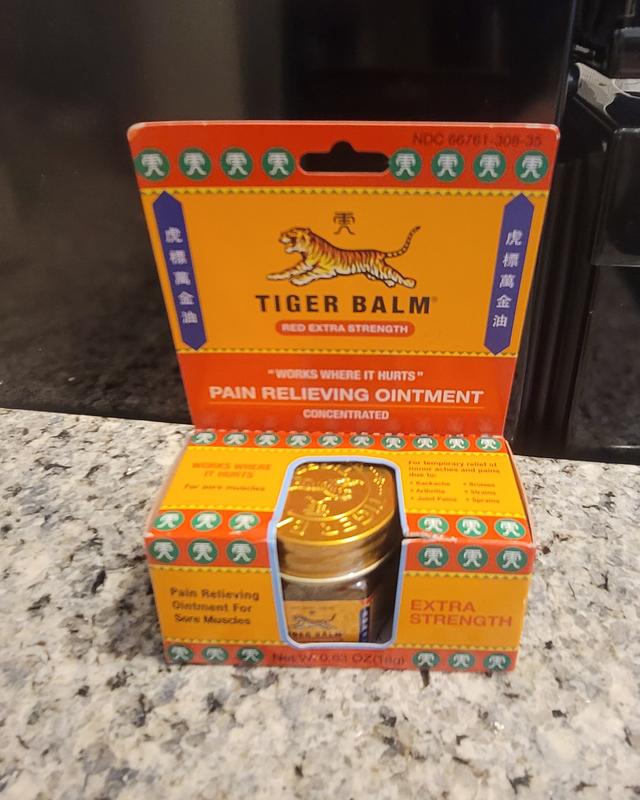 NDC 66761-308-35
虎標萬金油
虎標萬金油
TIGER BALM®
RED EXTRA STRENGTH
"WORKS WHERE IT HURTS"
PAIN RELIEVING OINTMENT
CONCENTRATED
WORKS WHERE
IT HURTS
For sore muscles
For temporary relief of
minor aches and pains
due to:
• Backache • Bruises
• Arthritis • Strains
• Joint Pains • Sprains
Pain Relieving
Ointment For
Sore Muscles
TIGER B
GER BALM
EXTRA
STRENGTH
Net Wt 0.63 OZ (18g)